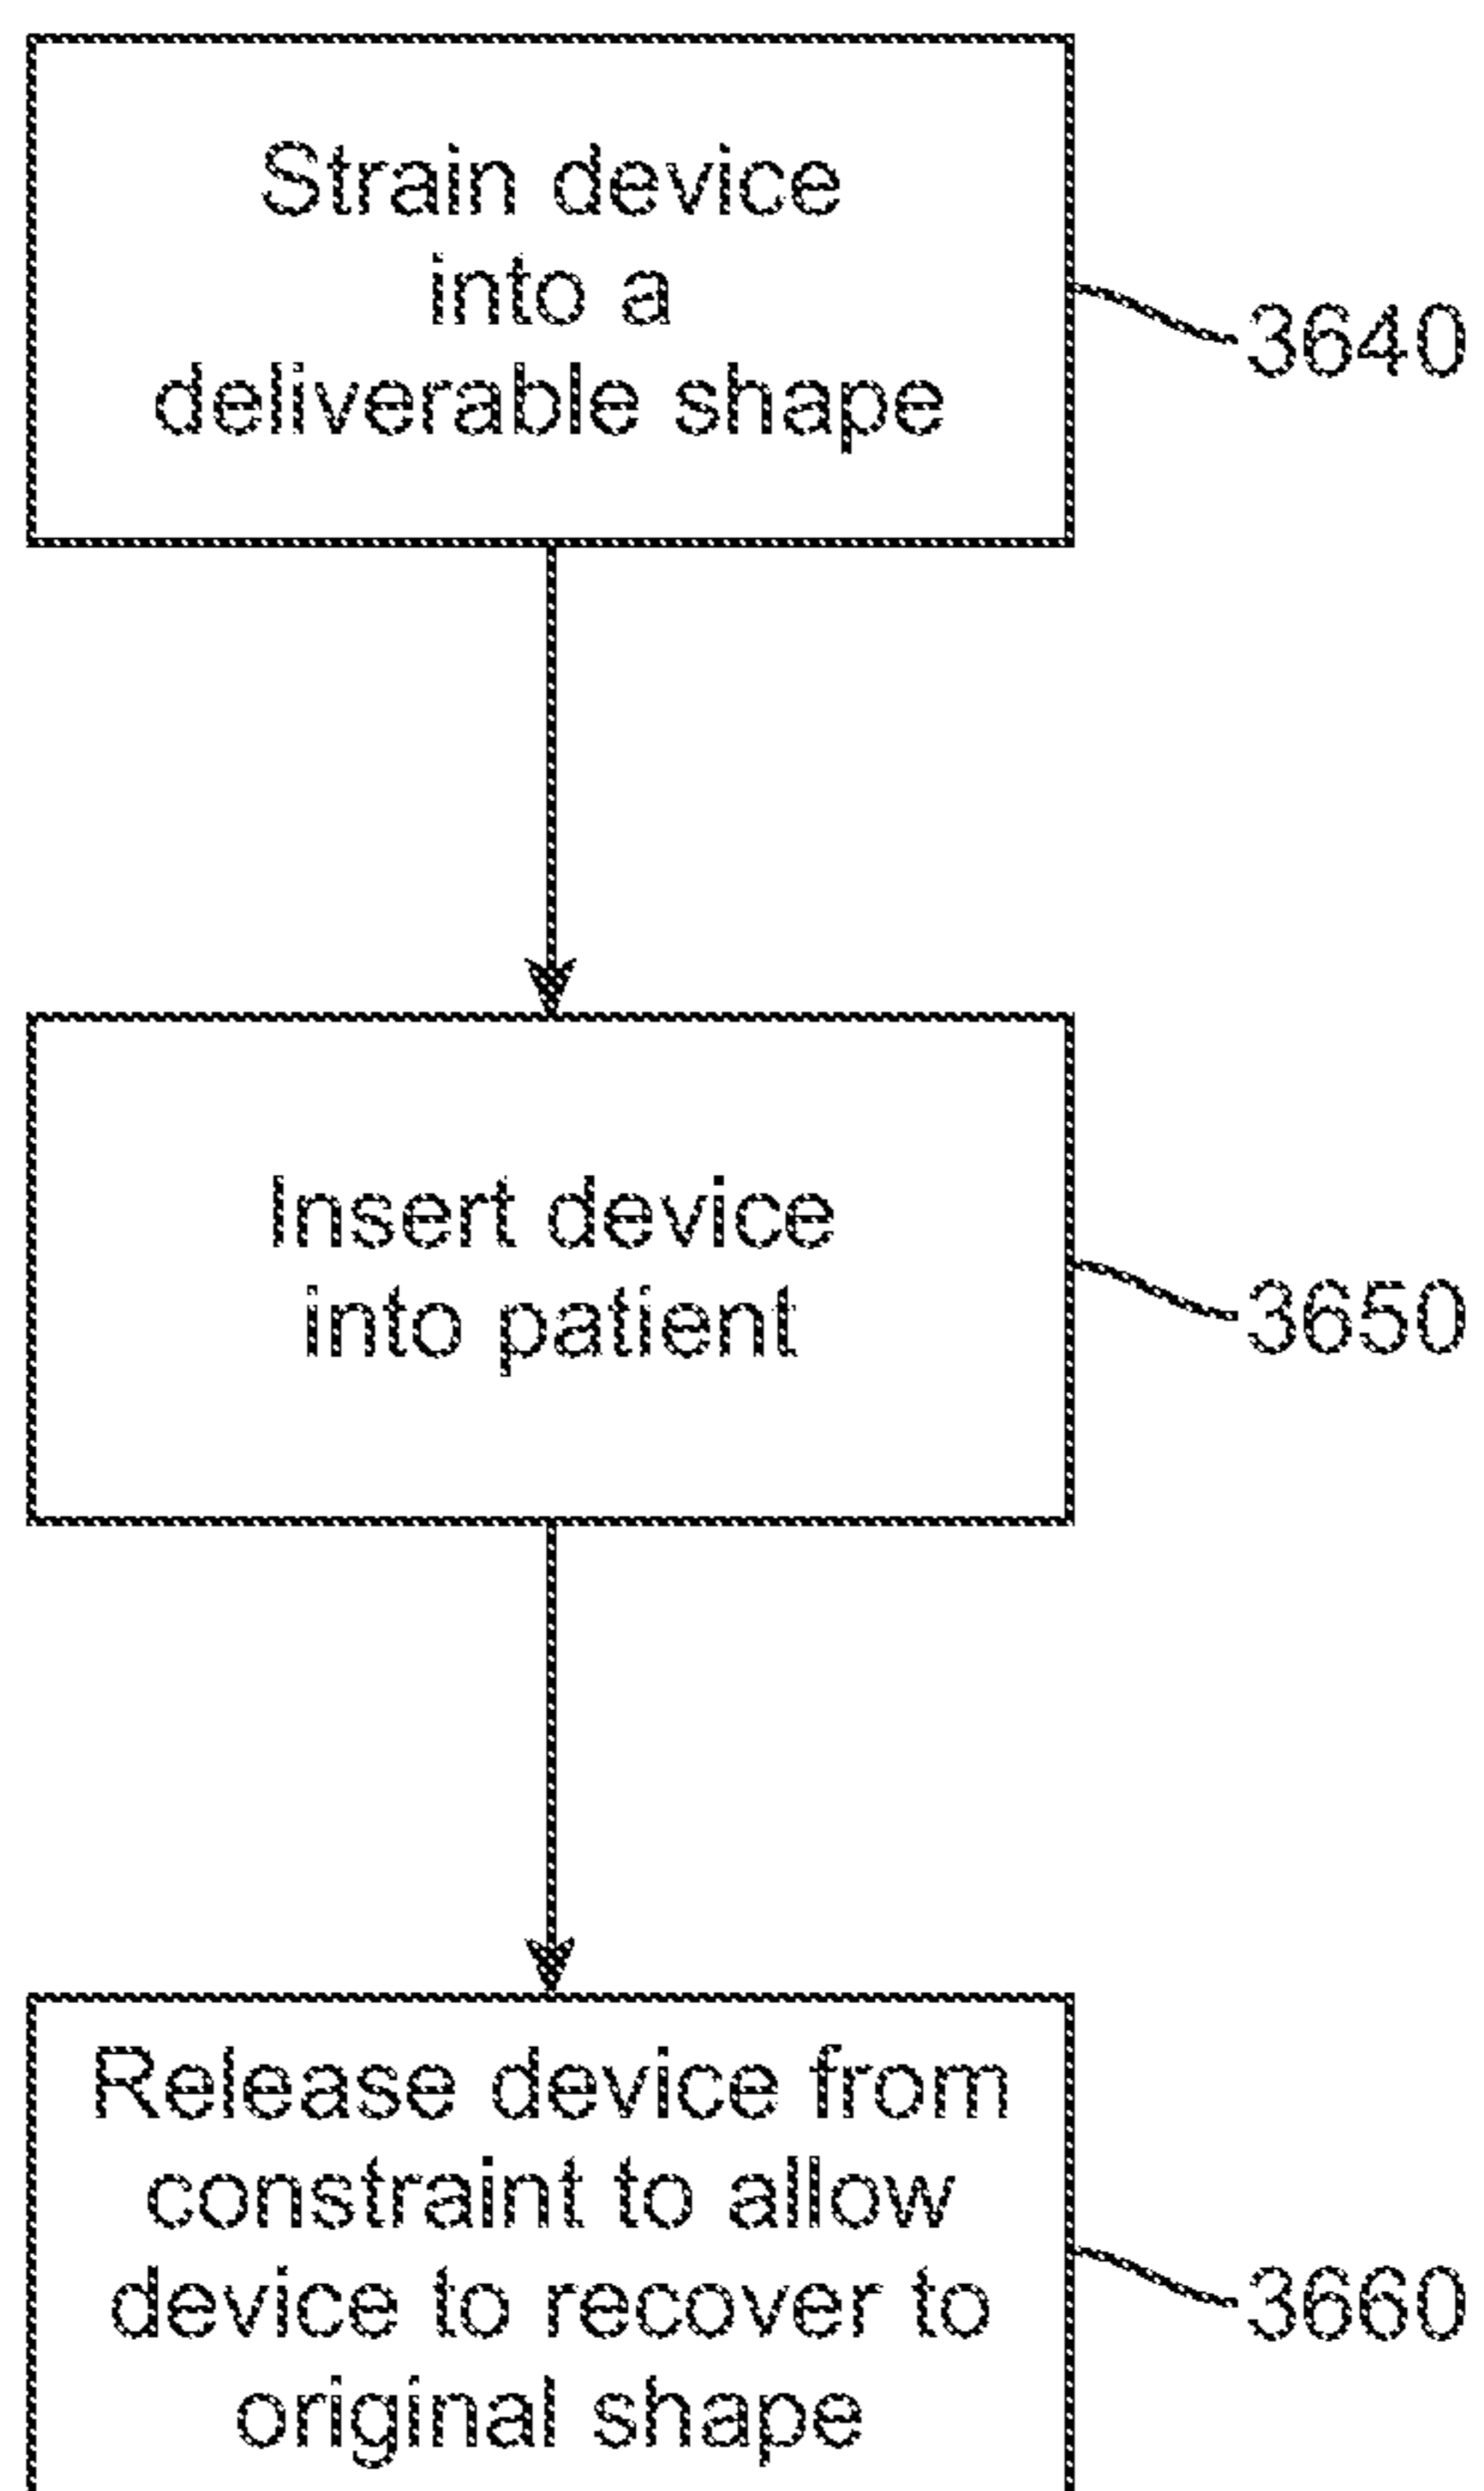 Strain device
into a
deliverable shape
3640
Insert device
into patient
3650
Release device from
constraint to allow
device to recover to
original shape
3660